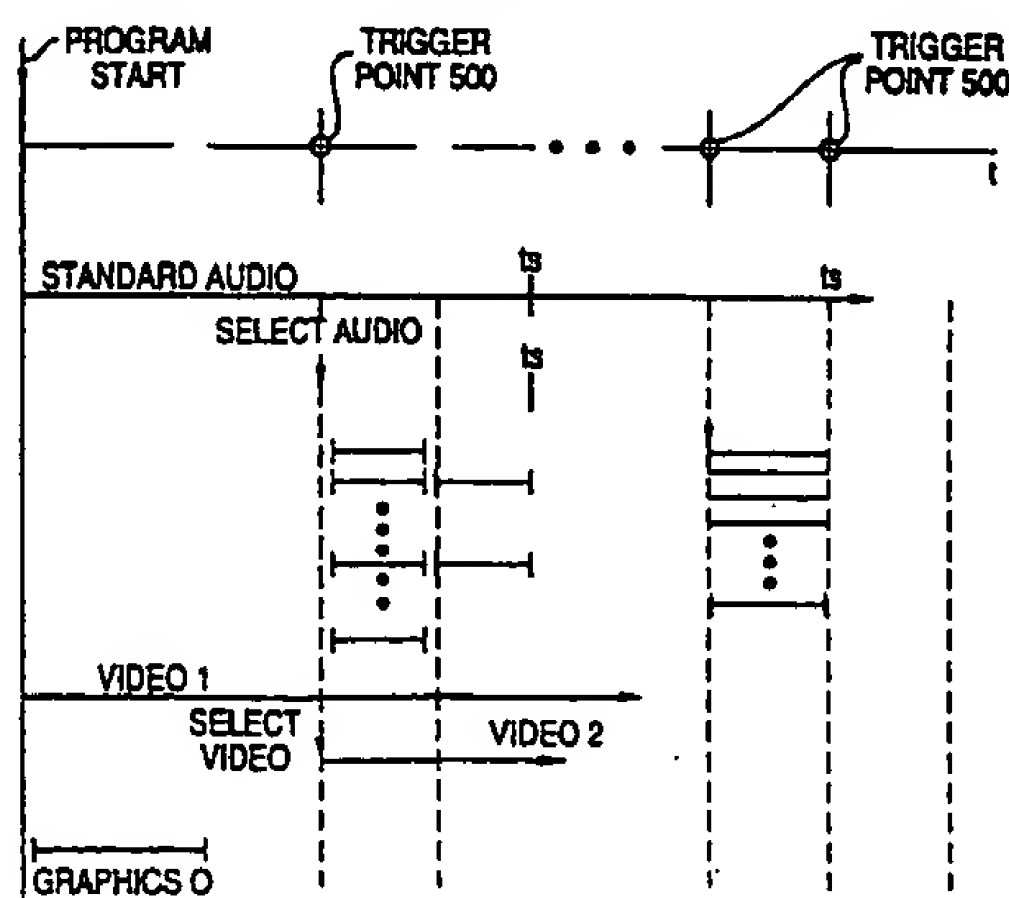 PROGRAM
START
TRIGGER
POINT 500
TRIGGER
POINT 500
t
STANDARD AUDIO
ts
ts
SELECT AUDIO
ts
VIDEO 1
SELECT
VIDEO
VIDEO 2
GRAPHICS O